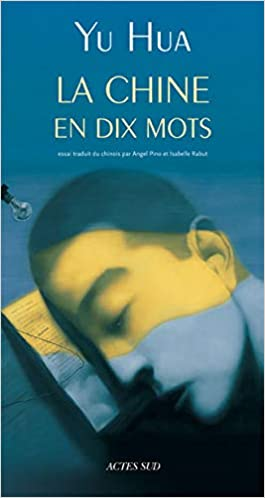 YU HUA
LA CHINE
EN DIX MOTS
essai traduit du chinois par Angel Pino et Isabelle Rabut
ACTES SUD